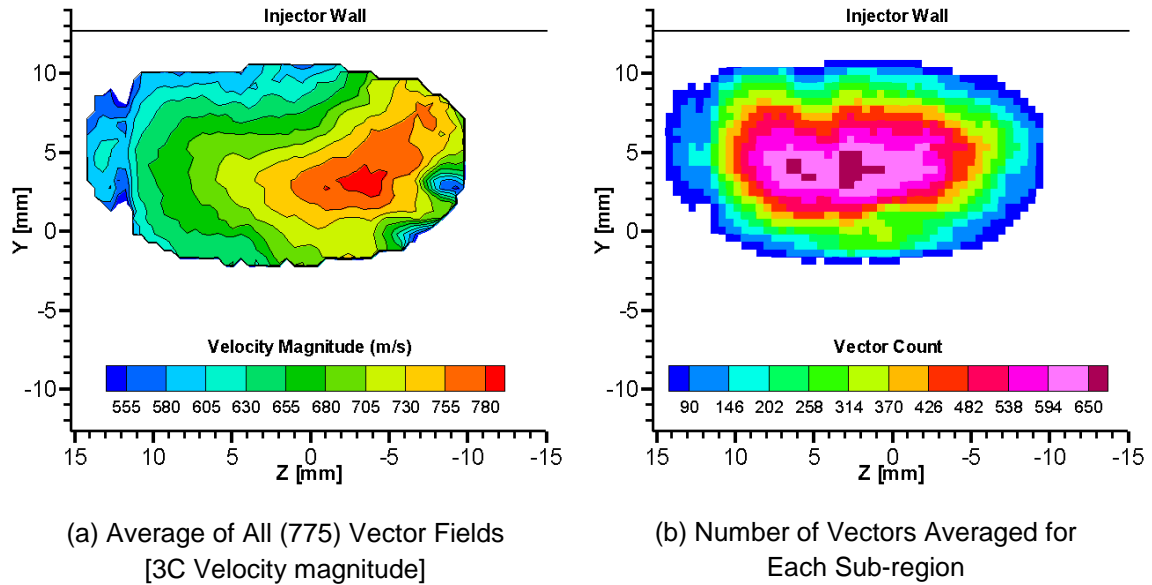 Injector Wall
10
5
0
-5
-10
Y [mm]
Velocity Magnitude (m/s)
555 580 605 630 655 680 705 730 755 780
15 10 5 0 -5 -10 -15
Z [mm]
(a) Average of All (775) Vector Fields
[3C Velocity magnitude]
Injector Wall
10
5
0
-5
-10
Y [mm]
Vector Count
90 146 202 258 314 370 426 482 538 594 650
15 10 5 0 -5 -10 -15
Z [mm]
(b) Number of Vectors Averaged for
Each Sub-region